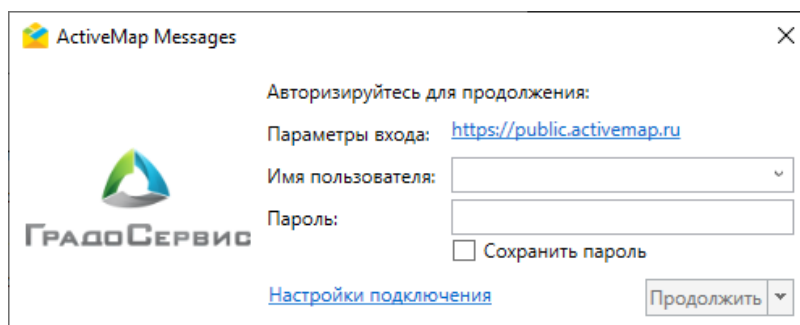 ActiveMap Messages
Авторизируйтесь для продолжения:
Параметры входа: https://public.activemap.ru
Имя пользователя:
Пароль:
ГрадоСервис
Сохранить пароль
Настройки подключения
Продолжить